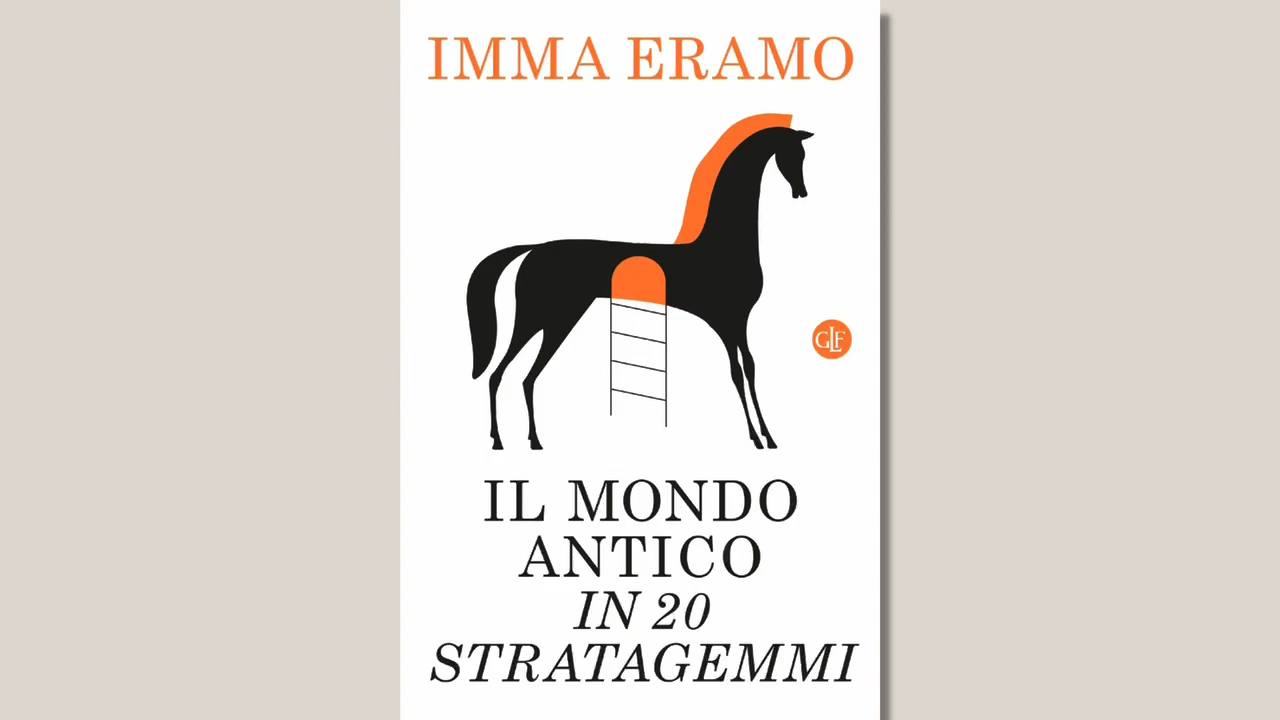 IMMA ERAMO
GLF
IL MONDO
ANTICO
IN 20
STRATAGEMMI